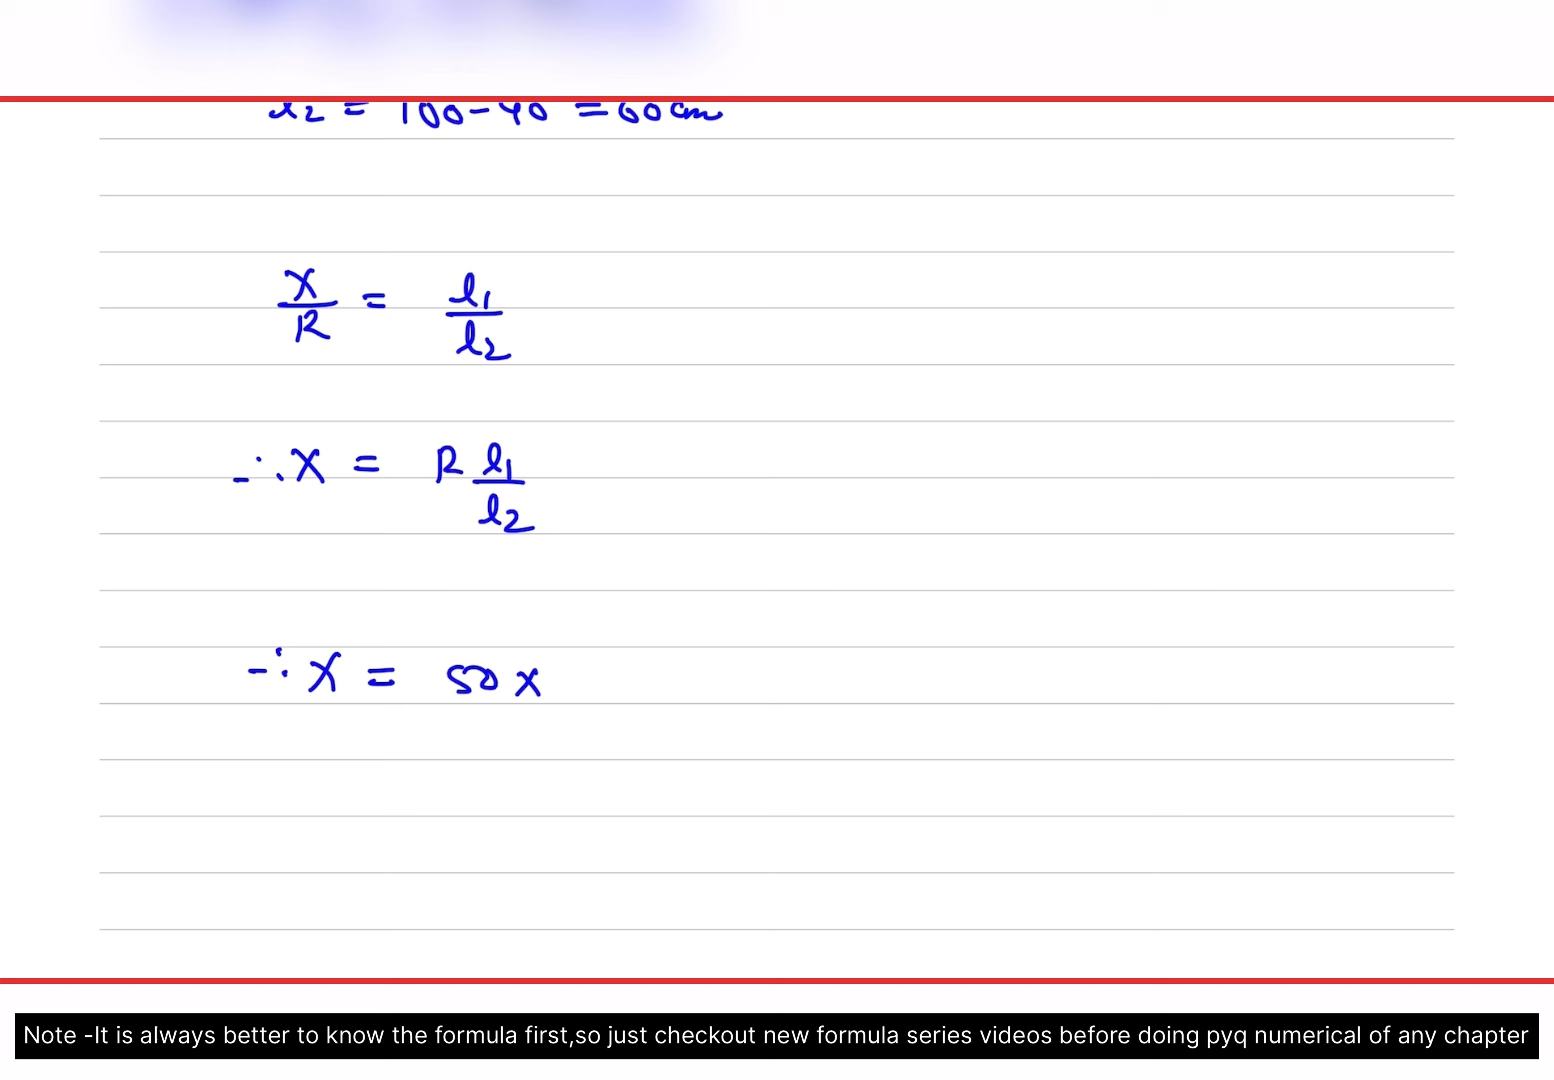 l2 = 100-40 = 60 cm
X/R = l1/l2
∴ X = R l1/l2
∴ X = 50 x
Note -It is always better to know the formula first,so just checkout new formula series videos before doing pyq numerical of any chapter